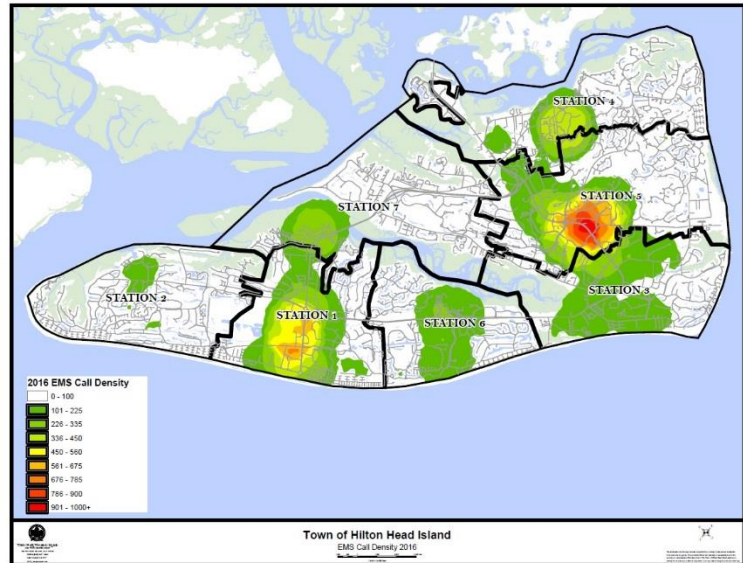 STATION 4
STATION 5
STATION 7
STATION 2
STATION 3
STATION 1
STATION 6
2016 EMS Call Density
0 - 100
101 - 225
226 - 335
336 - 450
450 - 560
561 - 675
676 - 785
786 - 900
901 - 1000+
Town of Hilton Head Island
EMS Call Density 2016